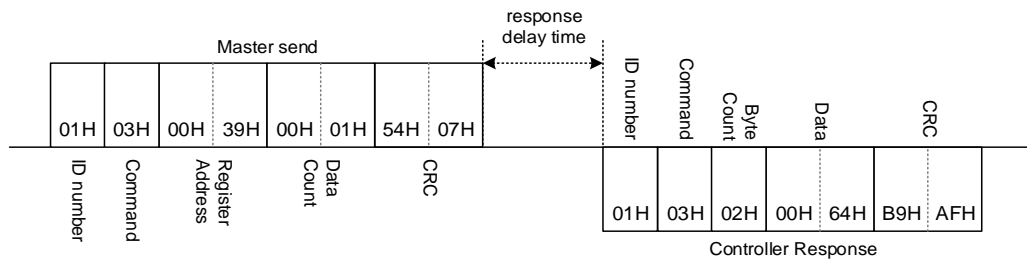 response
delay time
Master send
01H 03H 00H 39H 00H 01H 54H 07H
ID number
Command
Register
Address
Data
Count
CRC
ID number
Command
Byte
Count
Data
CRC
01H 03H 02H 00H 64H B9H AFH
Controller Response